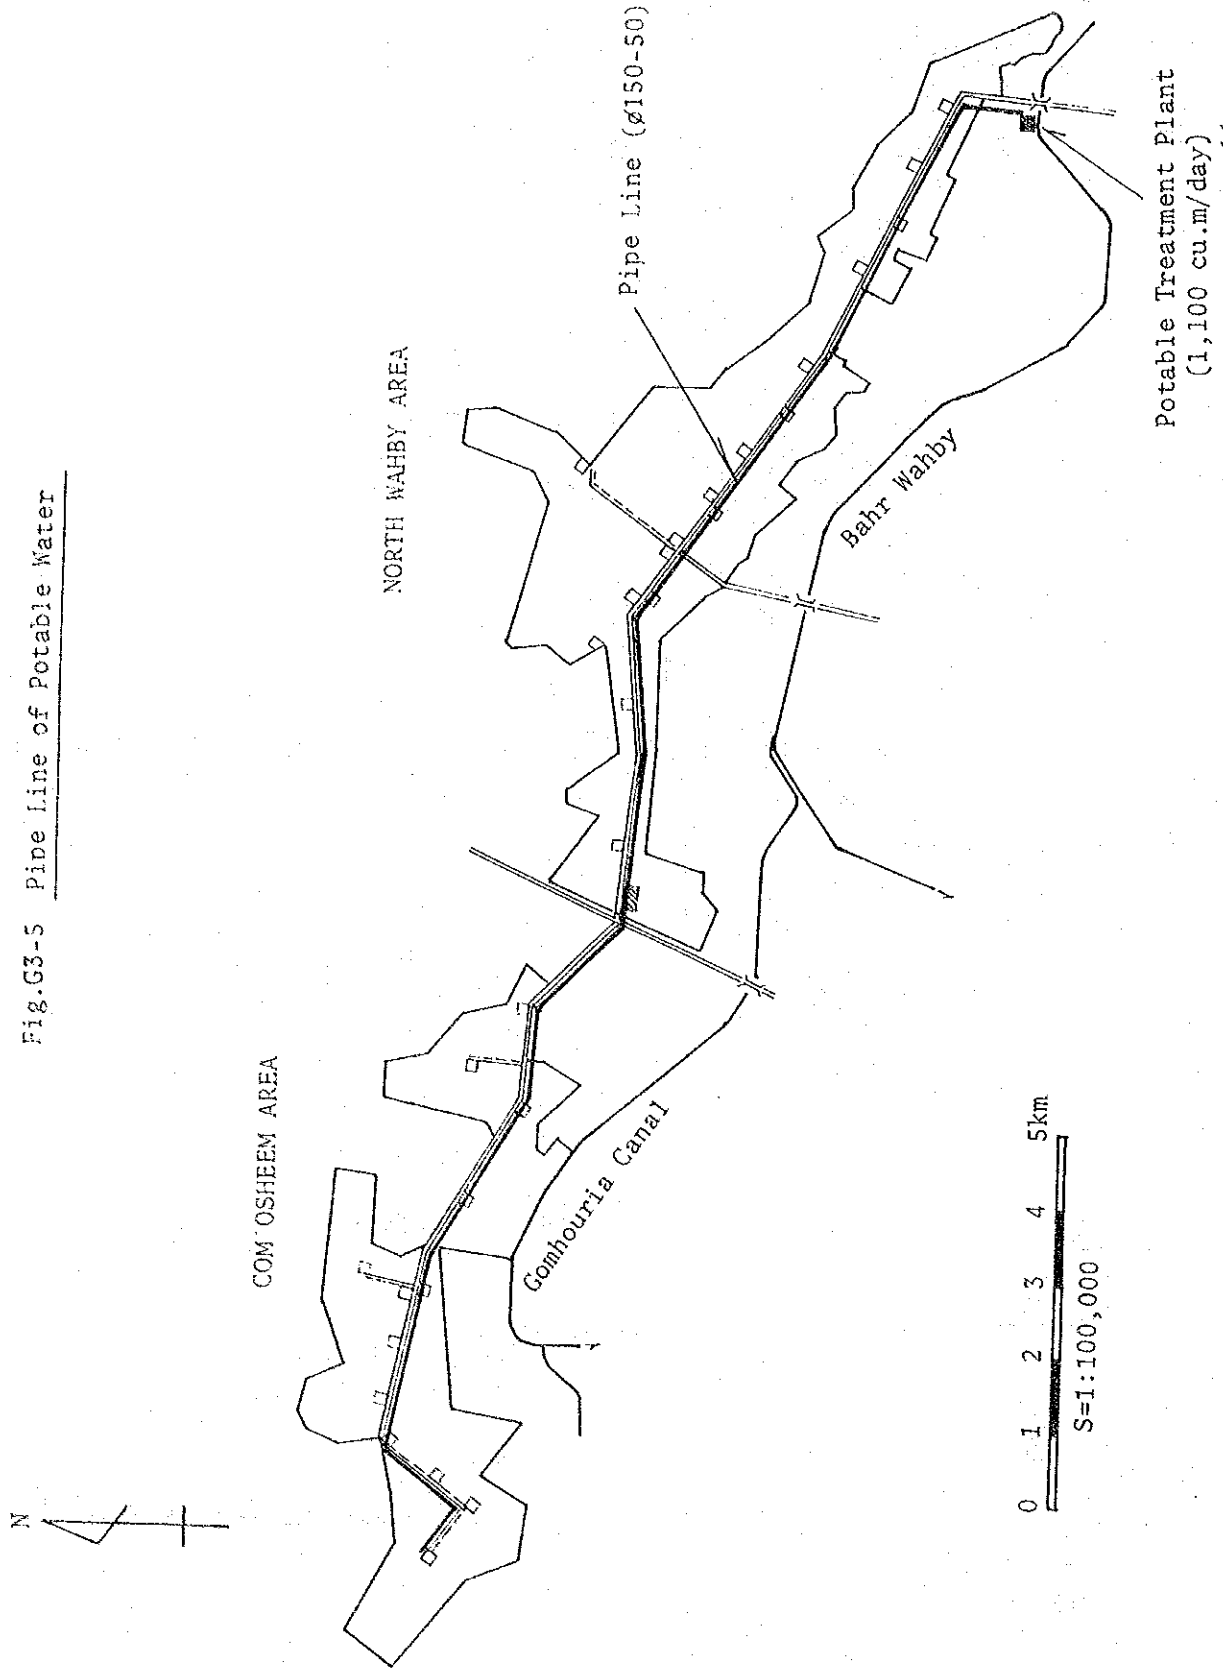 Fig.G3-5 Pipe Line of Potable Water
N
COM OSHEEM AREA
NORTH WAHBY AREA
Pipe Line (ø150-50)
Gomhouria Canal
Bahr Wahby
Potable Treatment Plant
(1,100 cu.m/day)
0 1 2 3 4 5km
S=1:100,000